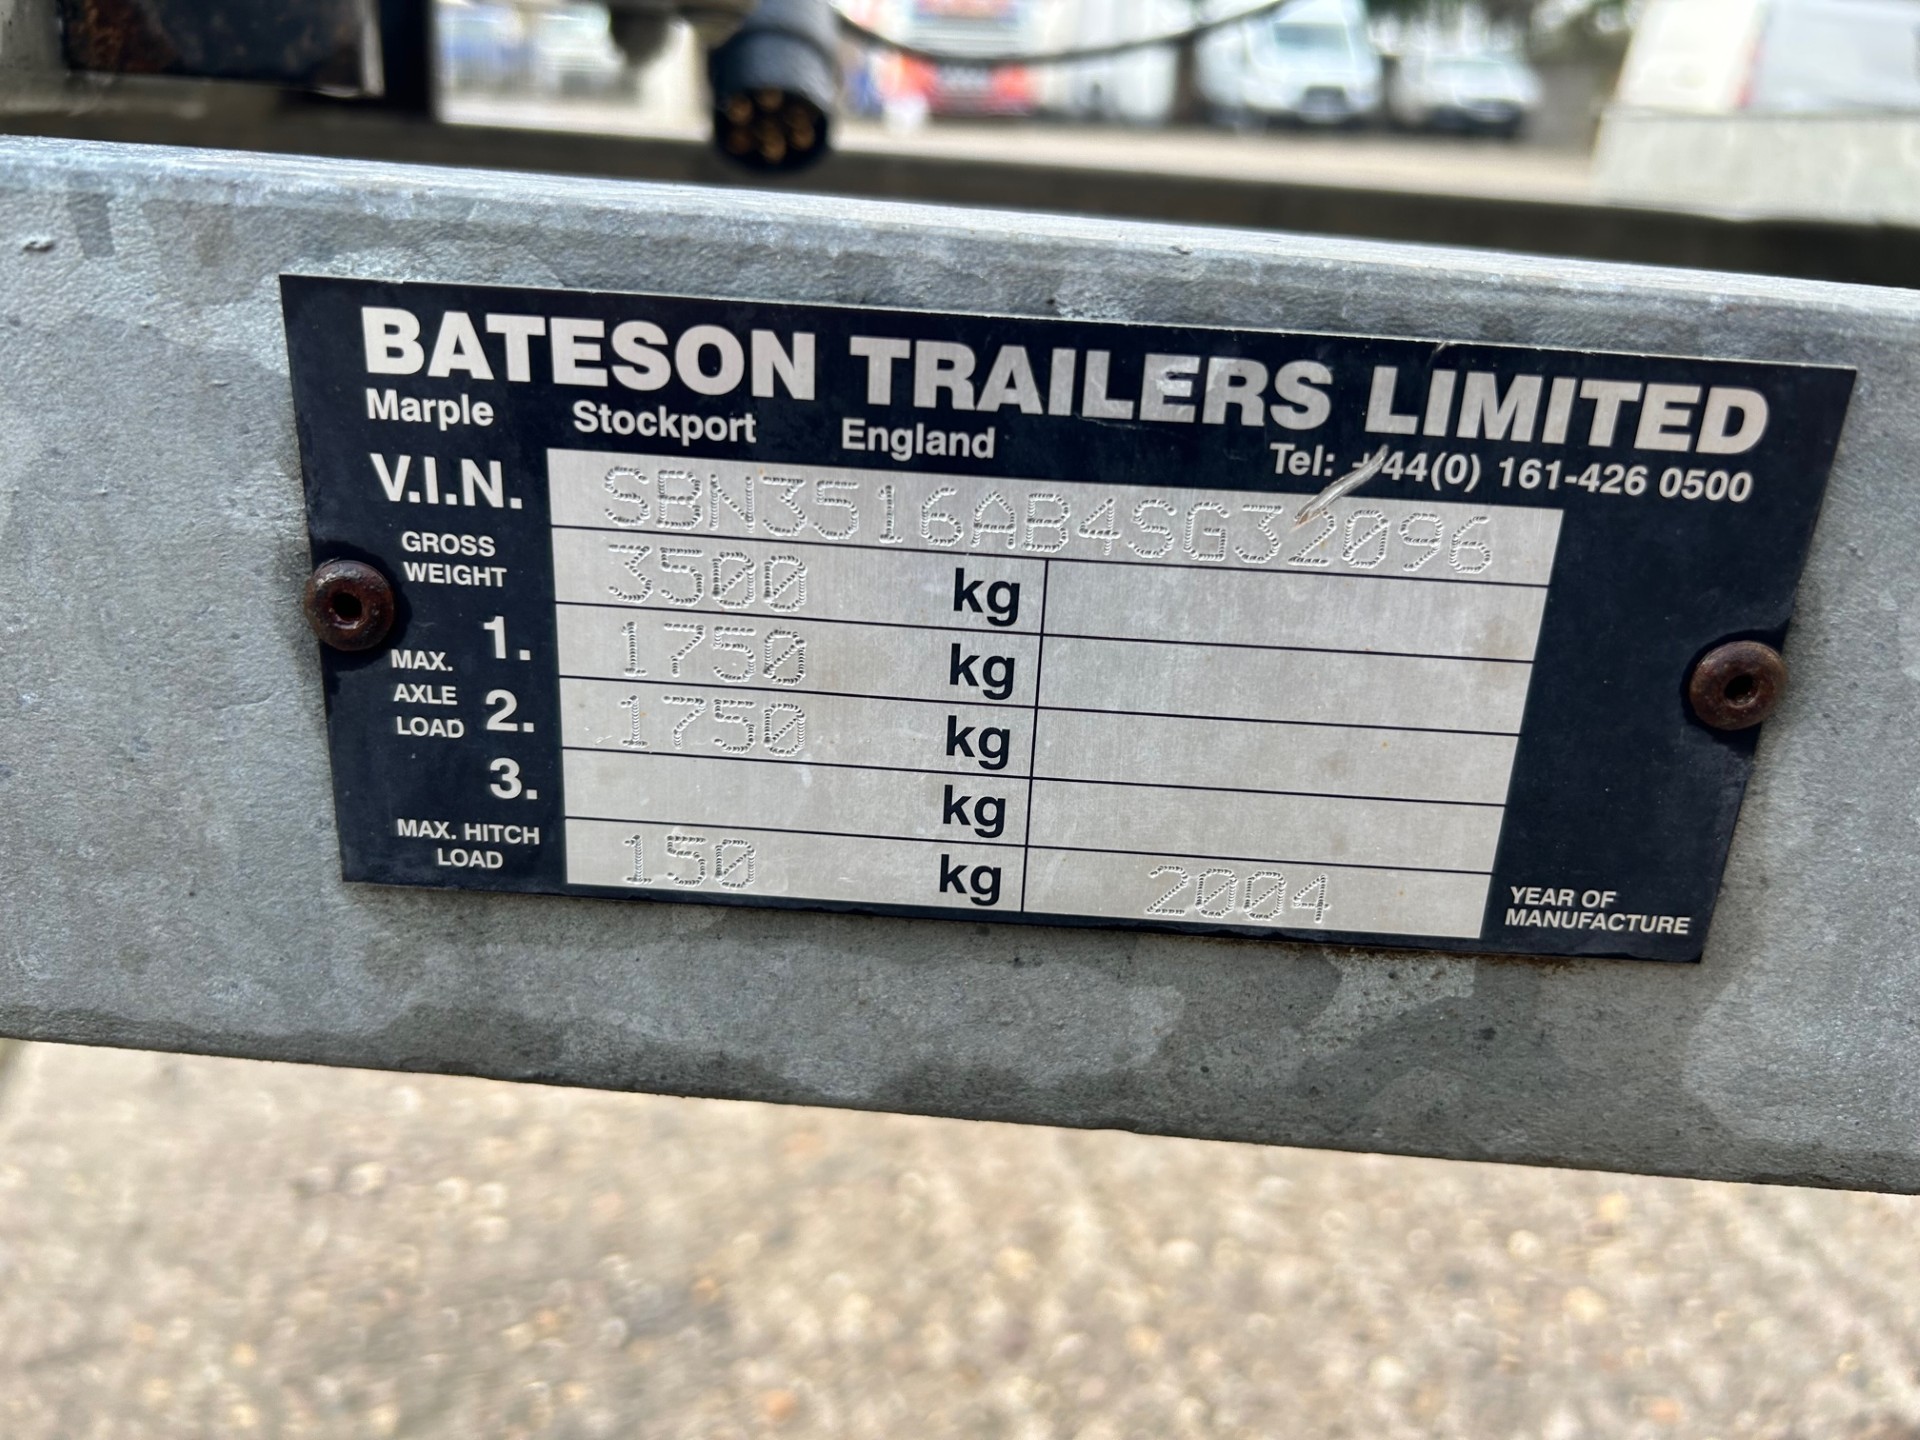 BATESON TRAILERS LIMITED
Marple Stockport England Tel: +44(0) 161-426 0500
V.I.N. SBN3516AB4SG32096
GROSS WEIGHT 3500 kg
MAX. AXLE LOAD
1. 1750 kg
2. 1750 kg
3. kg
MAX. HITCH LOAD 150 kg
2004 YEAR OF MANUFACTURE